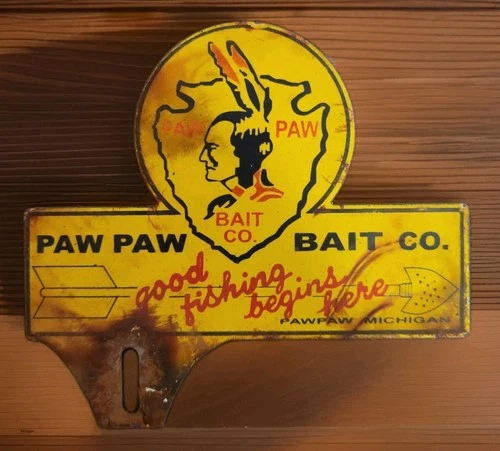 PAW PAW
BAIT
CO.
PAW PAW BAIT CO.
good
fishing
begins
here
PAWPAW MICHIGAN